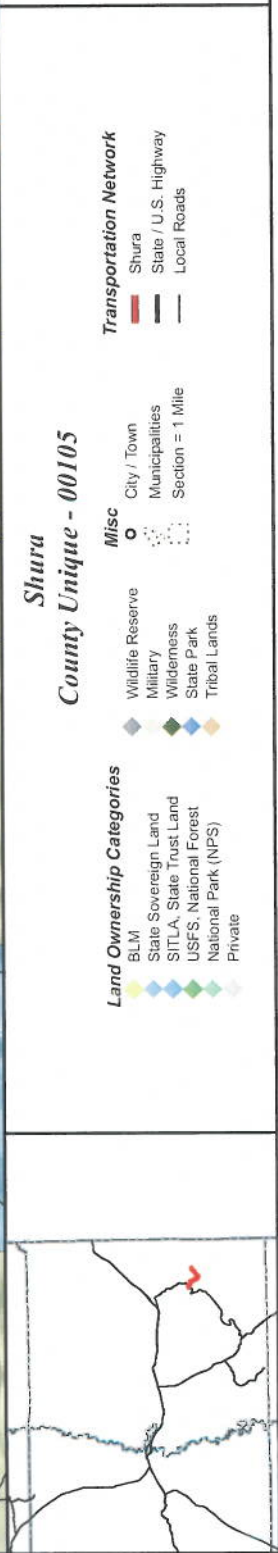 Shura
County Unique - 00105
Land Ownership Categories
BLM
State Sovereign Land
SITLA, State Trust Land
USFS, National Forest
National Park (NPS)
Private
Wildlife Reserve
Military
Wilderness
State Park
Tribal Lands
Misc
City / Town
Municipalities
Section = 1 Mile
Transportation Network
Shura
State / U.S. Highway
Local Roads